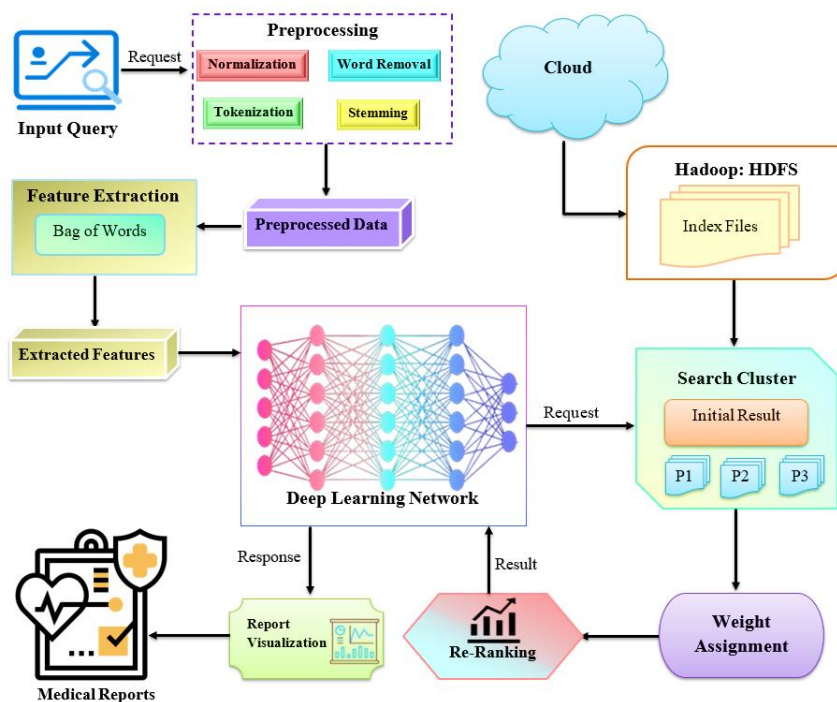 Preprocessing
Request
Normalization
Word Removal
Tokenization
Stemming
Input Query
Cloud
Hadoop: HDFS
Index Files
Feature Extraction
Bag of Words
Preprocessed Data
Extracted Features
Deep Learning Network
Request
Search Cluster
Initial Result
P1
P2
P3
Response
Result
Report
Visualization
Re-Ranking
Weight
Assignment
Medical Reports